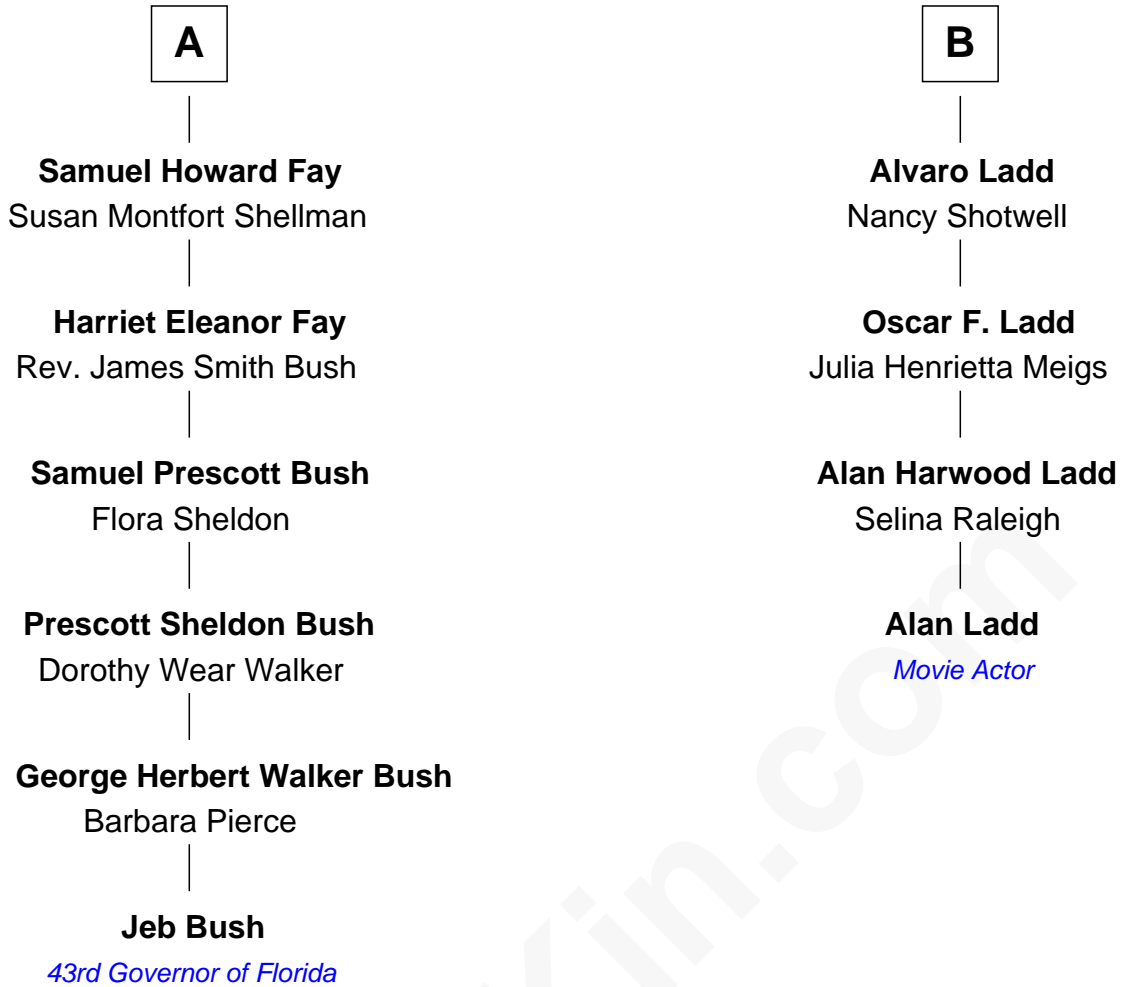 A
Samuel Howard Fay
Susan Montfort Shellman
Harriet Eleanor Fay
Rev. James Smith Bush
Samuel Prescott Bush
Flora Sheldon
Prescott Sheldon Bush
Dorothy Wear Walker
George Herbert Walker Bush
Barbara Pierce
Jeb Bush
43rd Governor of Florida
B
Alvaro Ladd
Nancy Shotwell
Oscar F. Ladd
Julia Henrietta Meigs
Alan Harwood Ladd
Selina Raleigh
Alan Ladd
Movie Actor
Kin.com